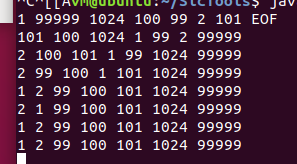 ^C^[[Avm@ubuntu:~/SicTools$ jav
1 99999 1024 100 99 2 101 EOF
101 100 1024 1 99 2 99999
2 100 101 1 99 1024 99999
2 99 100 1 101 1024 99999
1 2 99 100 101 1024 99999
2 1 99 100 101 1024 99999
1 2 99 100 101 1024 99999
1 2 99 100 101 1024 99999